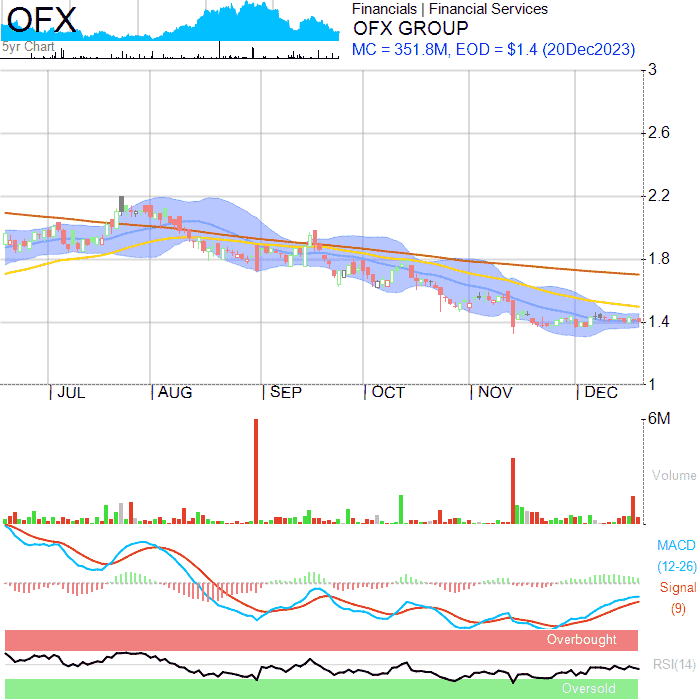 OFX
5yr Chart
Financials | Financial Services
OFX GROUP
MC = 351.8M, EOD = $1.4 (20Dec2023)
3
2.6
2.2
1.8
1.4
1
JUL
AUG
SEP
OCT
NOV
DEC
6M
Volume
MACD
(12-26)
Signal
(9)
Overbought
RSI(14)
Oversold